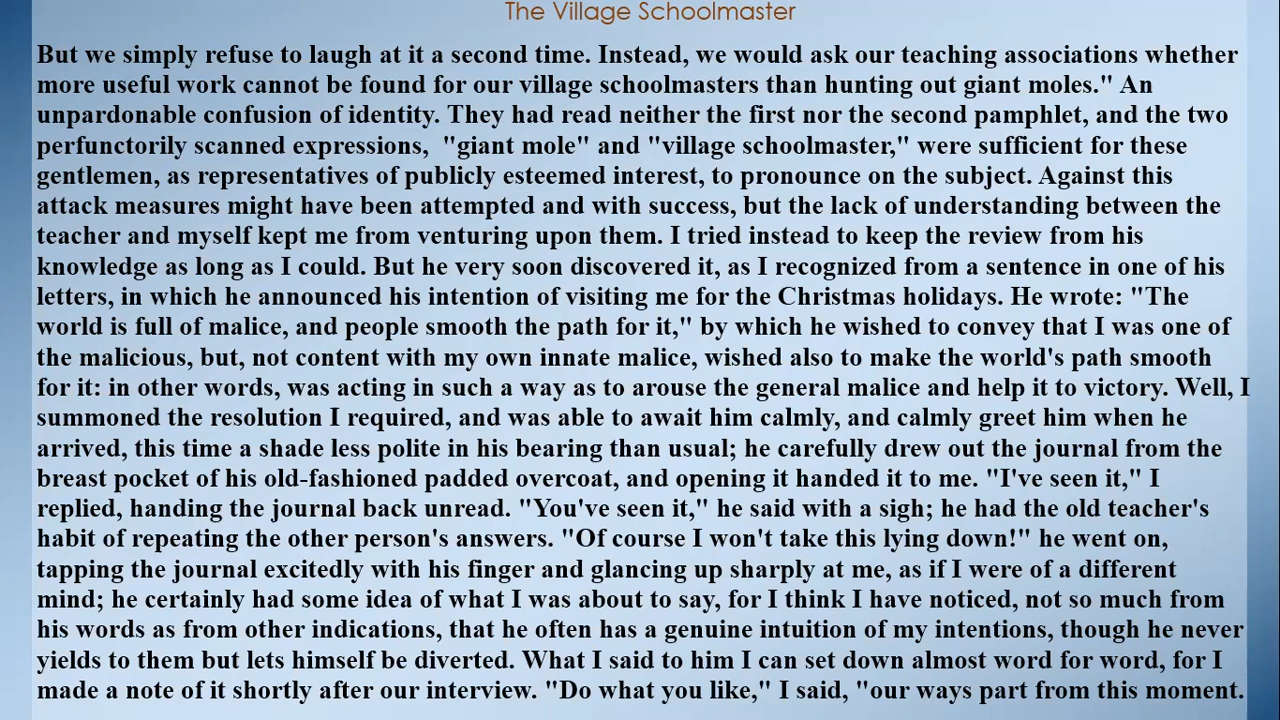 The Village Schoolmaster
But we simply refuse to laugh at it a second time. Instead, we would ask our teaching associations whether
more useful work cannot be found for our village schoolmasters than hunting out giant moles." An
unpardonable confusion of identity. They had read neither the first nor the second pamphlet, and the two
perfunctorily scanned expressions,  "giant mole" and "village schoolmaster," were sufficient for these
gentlemen, as representatives of publicly esteemed interest, to pronounce on the subject. Against this
attack measures might have been attempted and with success, but the lack of understanding between the
teacher and myself kept me from venturing upon them. I tried instead to keep the review from his
knowledge as long as I could. But he very soon discovered it, as I recognized from a sentence in one of his
letters, in which he announced his intention of visiting me for the Christmas holidays. He wrote: "The
world is full of malice, and people smooth the path for it," by which he wished to convey that I was one of
the malicious, but, not content with my own innate malice, wished also to make the world's path smooth
for it: in other words, was acting in such a way as to arouse the general malice and help it to victory. Well, I
summoned the resolution I required, and was able to await him calmly, and calmly greet him when he
arrived, this time a shade less polite in his bearing than usual; he carefully drew out the journal from the
breast pocket of his old-fashioned padded overcoat, and opening it handed it to me. "I've seen it," I
replied, handing the journal back unread. "You've seen it," he said with a sigh; he had the old teacher's
habit of repeating the other person's answers. "Of course I won't take this lying down!" he went on,
tapping the journal excitedly with his finger and glancing up sharply at me, as if I were of a different
mind; he certainly had some idea of what I was about to say, for I think I have noticed, not so much from
his words as from other indications, that he often has a genuine intuition of my intentions, though he never
yields to them but lets himself be diverted. What I said to him I can set down almost word for word, for I
made a note of it shortly after our interview. "Do what you like," I said, "our ways part from this moment.